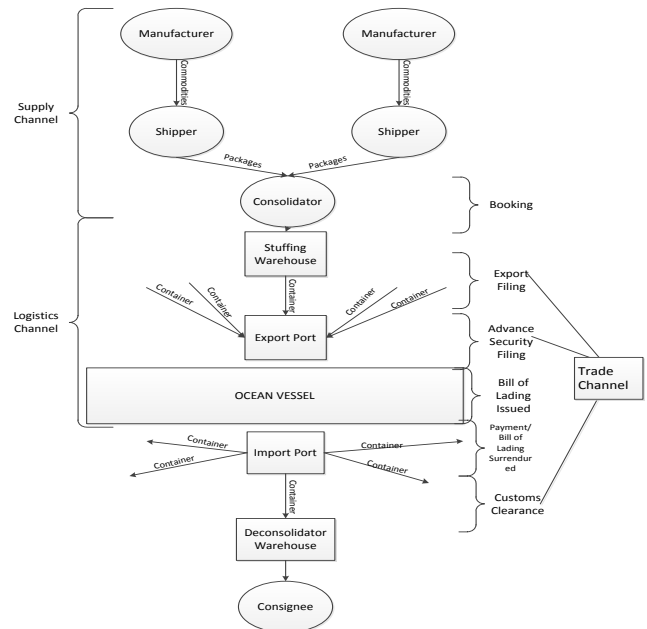 Manufacturer
Manufacturer
Commodities
Commodities
Supply
Channel
Shipper
Shipper
Packages
Packages
Consolidator
Booking
Stuffing
Warehouse
Container
Export
Filing
Container
Container
Container
Container
Logistics
Channel
Export Port
Advance
Security
Filing
Trade
Channel
OCEAN VESSEL
Bill of
Lading
Issued
Payment/
Bill of
Lading
Surrendur
ed
Container
Container
Import Port
Container
Container
Container
Customs
Clearance
Deconsolidator
Warehouse
Consignee